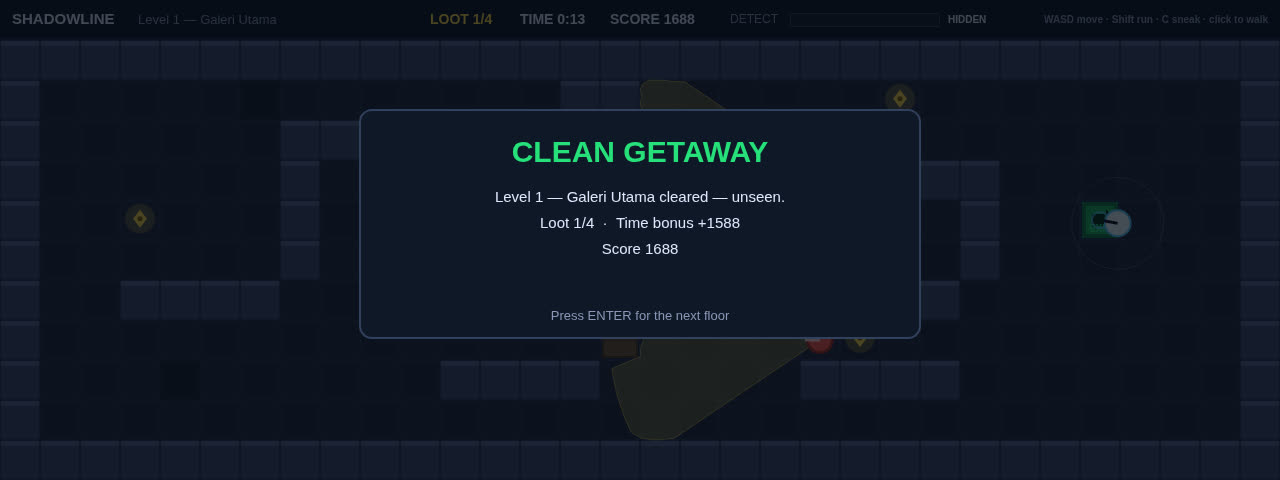 SHADOWLINE Level 1 — Galeri Utama LOOT 1/4 TIME 0:13 SCORE 1688 DETECT HIDDEN WASD move · Shift run · C sneak · click to walk
CLEAN GETAWAY
Level 1 — Galeri Utama cleared — unseen.
Loot 1/4 · Time bonus +1588
Score 1688
Press ENTER for the next floor